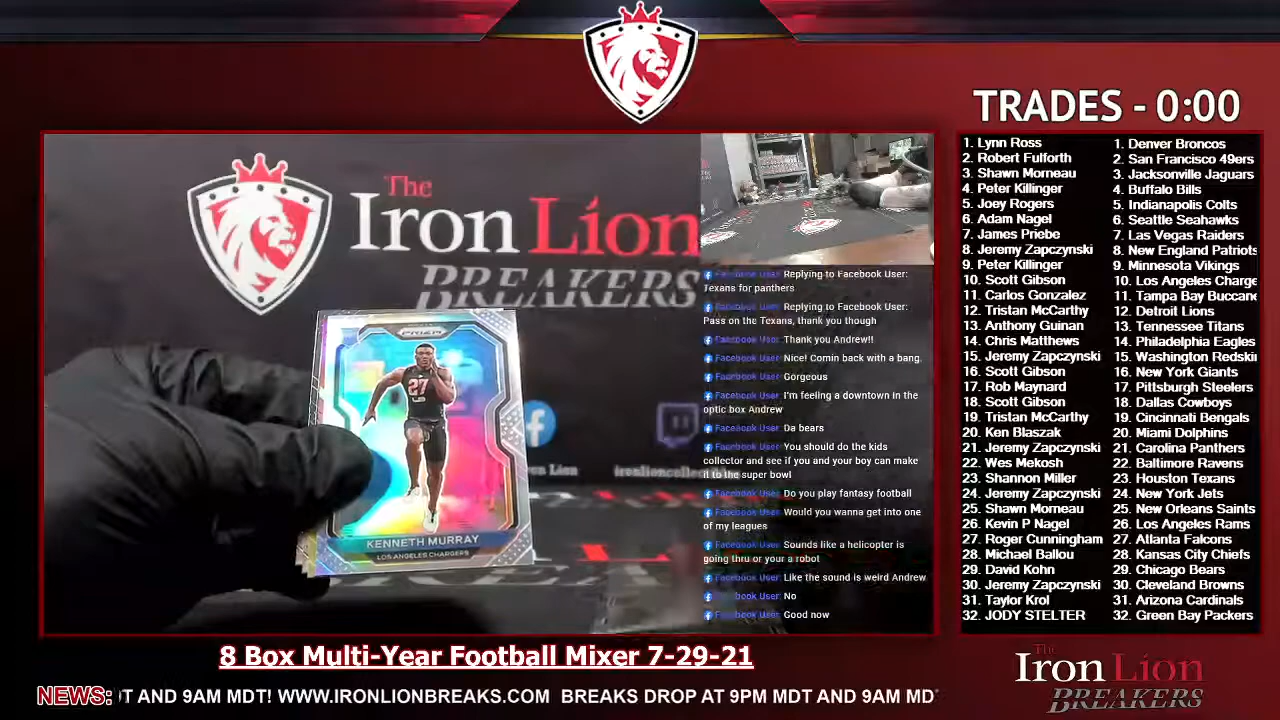 TRADES - 0:00
1. Lynn Ross
2. Robert Fulforth
3. Shawn Morneau
4. Peter Killinger
5. Joey Rogers
6. Adam Nagel
7. James Priebe
8. Jeremy Zapczynski
9. Peter Killinger
10. Scott Gibson
11. Carlos Gonzalez
12. Tristan McCarthy
13. Anthony Guinan
14. Chris Matthews
15. Jeremy Zapczynski
16. Scott Gibson
17. Rob Maynard
18. Scott Gibson
19. Tristan McCarthy
20. Ken Blaszak
21. Jeremy Zapczynski
22. Wes Mekosh
23. Shannon Miller
24. Jeremy Zapczynski
25. Shawn Morneau
26. Kevin P Nagel
27. Roger Cunningham
28. Michael Ballou
29. David Kohn
30. Jeremy Zapczynski
31. Taylor Krol
32. JODY STELTER
1. Denver Broncos
2. San Francisco 49ers
3. Jacksonville Jaguars
4. Buffalo Bills
5. Indianapolis Colts
6. Seattle Seahawks
7. Las Vegas Raiders
8. New England Patriots
9. Minnesota Vikings
10. Los Angeles Charge
11. Tampa Bay Buccane
12. Detroit Lions
13. Tennessee Titans
14. Philadelphia Eagles
15. Washington Redski
16. New York Giants
17. Pittsburgh Steelers
18. Dallas Cowboys
19. Cincinnati Bengals
20. Miami Dolphins
21. Carolina Panthers
22. Baltimore Ravens
23. Houston Texans
24. New York Jets
25. New Orleans Saints
26. Los Angeles Rams
27. Atlanta Falcons
28. Kansas City Chiefs
29. Chicago Bears
30. Cleveland Browns
31. Arizona Cardinals
32. Green Bay Packers
The
Iron Lion
BREAKERS
PRIZM
27
KENNETH MURRAY
LOS ANGELES CHARGERS
Facebook User: Replying to Facebook User:
Texans for panthers
Facebook User: Replying to Facebook User:
Pass on the Texans, thank you though
Facebook User: Thank you Andrew!!
Facebook User: Nice! Comin back with a bang.
Facebook User: Gorgeous
Facebook User: I'm feeling a downtown in the
optic box Andrew
Facebook User: Da bears
Facebook User: You should do the kids
collector and see if you and your boy can make
it to the super bowl
Facebook User: Do you play fantasy football
Facebook User: Would you wanna get into one
of my leagues
Facebook User: Sounds like a helicopter is
going thru or your a robot
Facebook User: Like the sound is weird Andrew
Facebook User: No
Facebook User: Good now
8 Box Multi-Year Football Mixer 7-29-21
NEWS: OT AND 9AM MDT! WWW.IRONLIONBREAKS.COM BREAKS DROP AT 9PM MDT AND 9AM MD
The
Iron Lion
BREAKERS